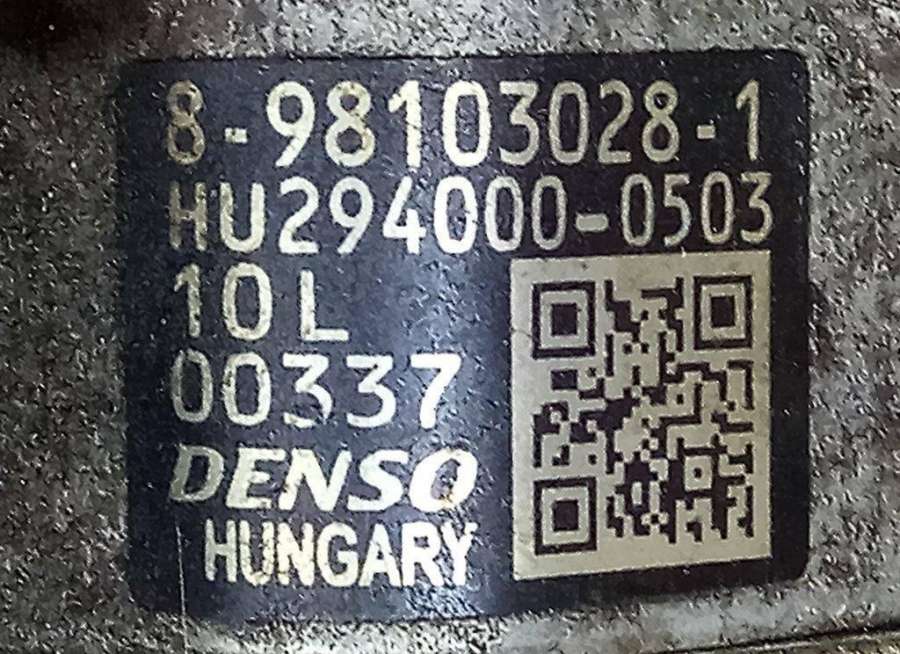 8-98103028-1
HU294000-0503
10L
00337
DENSO
HUNGARY